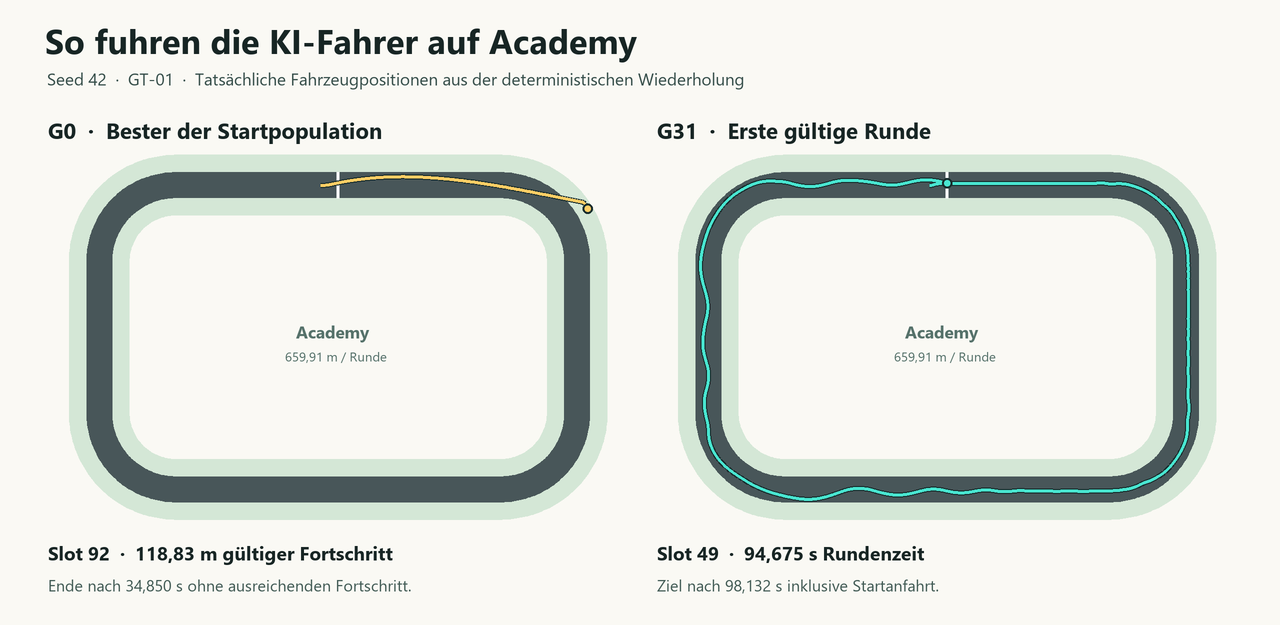 So fuhren die KI-Fahrer auf Academy
Seed 42 · GT-01 · Tatsächliche Fahrzeugpositionen aus der deterministischen Wiederholung
G0 · Bester der Startpopulation
Academy
659,91 m / Runde
Slot 92 · 118,83 m gültiger Fortschritt
Ende nach 34,850 s ohne ausreichenden Fortschritt.
G31 · Erste gültige Runde
Academy
659,91 m / Runde
Slot 49 · 94,675 s Rundenzeit
Ziel nach 98,132 s inklusive Startanfahrt.